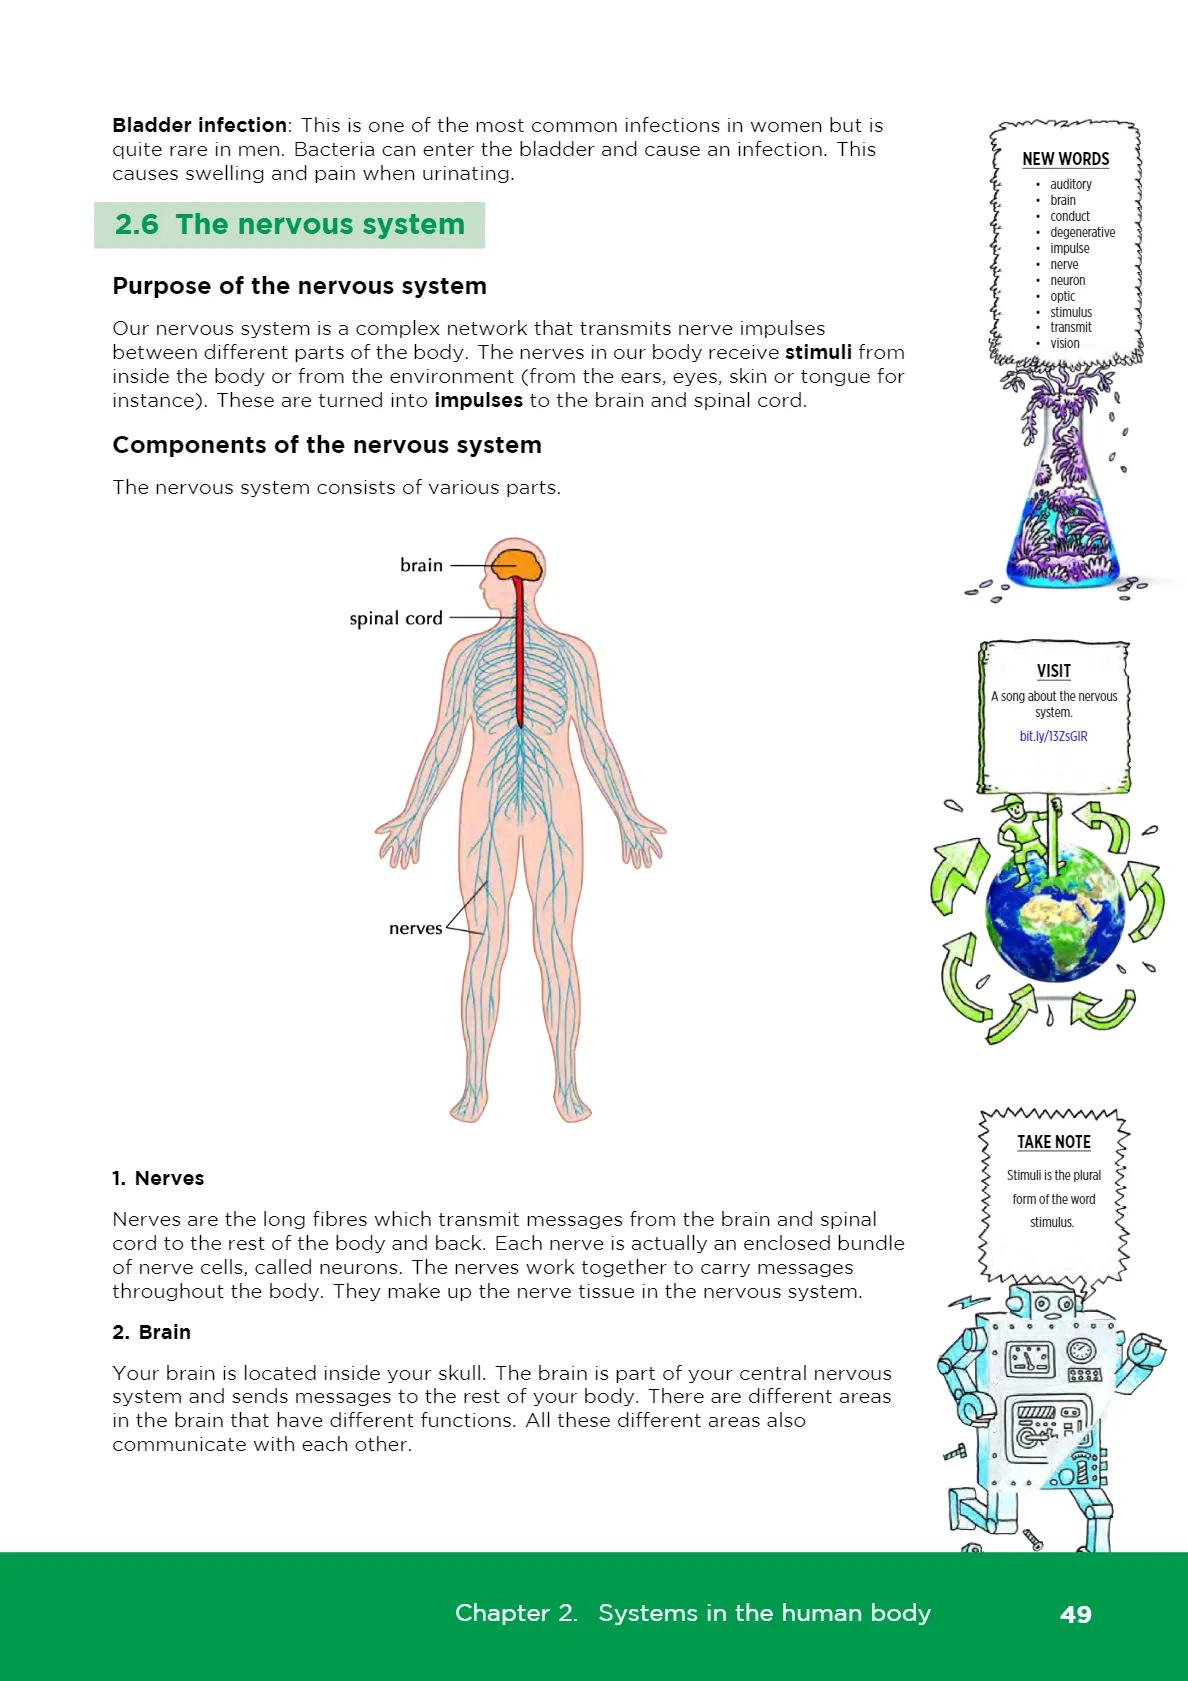 Bladder infection: This is one of the most common infections in women but is
quite rare in men. Bacteria can enter the bladder and cause an infection. This
causes swelling and pain when urinating.
2.6 The nervous system
Purpose of the nervous system
Our nervous system is a complex network that transmits nerve impulses
between different parts of the body. The nerves in our body receive stimuli from
inside the body or from the environment (from the ears, eyes, skin or tongue for
instance). These are turned into impulses to the brain and spinal cord.
Components of the nervous system
The nervous system consists of various parts.
brain
spinal cord
nerves
1. Nerves
Nerves are the long fibres which transmit messages from the brain and spinal
cord to the rest of the body and back. Each nerve is actually an enclosed bundle
of nerve cells, called neurons. The nerves work together to carry messages
throughout the body. They make up the nerve tissue in the nervous system.
2. Brain
Your brain is located inside your skull. The brain is part of your central nervous
system and sends messages to the rest of your body. There are different areas
in the brain that have different functions. All these different areas also
communicate with each other.
NEW WORDS
• auditory
• brain
• conduct
• degenerative
• impulse
• nerve
• neuron
• optic
• stimulus
• transmit
• vision
VISIT
A song about the nervous
system.
bit.ly/13ZsGIR
TAKE NOTE
Stimuli is the plural
form of the word
stimulus.
Chapter 2. Systems in the human body
49